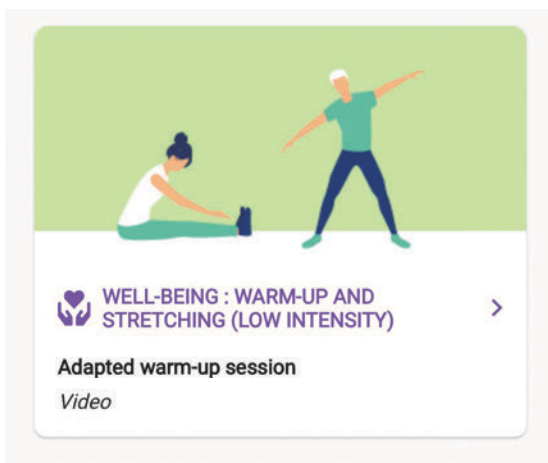 WELL-BEING : WARM-UP AND
STRETCHING (LOW INTENSITY)
Adapted warm-up session
Video